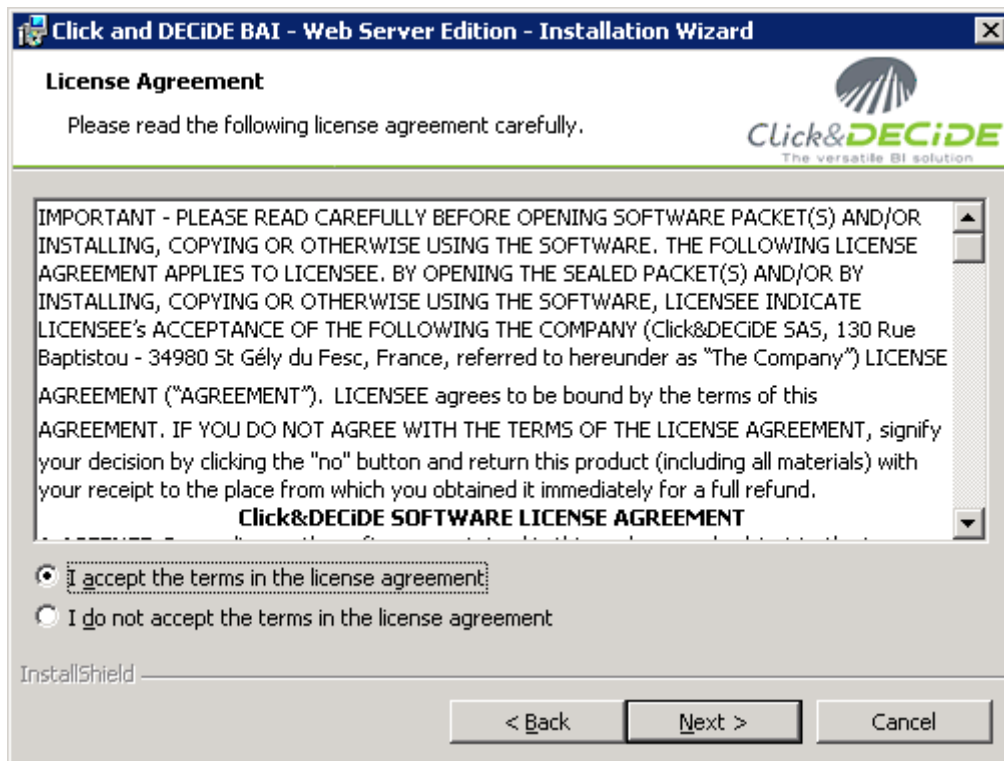 Click and DECiDE BAI - Web Server Edition - Installation Wizard
License Agreement
Please read the following license agreement carefully.
Click&DECiDE
The versatile BI solution
IMPORTANT - PLEASE READ CAREFULLY BEFORE OPENING SOFTWARE PACKET(S) AND/OR
INSTALLING, COPYING OR OTHERWISE USING THE SOFTWARE. THE FOLLOWING LICENSE
AGREEMENT APPLIES TO LICENSEE. BY OPENING THE SEALED PACKET(S) AND/OR BY
INSTALLING, COPYING OR OTHERWISE USING THE SOFTWARE, LICENSEE INDICATE
LICENSEE's ACCEPTANCE OF THE FOLLOWING THE COMPANY (Click&DECiDE SAS, 130 Rue
Baptistou - 34980 St Gély du Fesc, France, referred to hereunder as “The Company”) LICENSE
AGREEMENT (“AGREEMENT”). LICENSEE agrees to be bound by the terms of this
AGREEMENT. IF YOU DO NOT AGREE WITH THE TERMS OF THE LICENSE AGREEMENT, signify
your decision by clicking the "no" button and return this product (including all materials) with
your receipt to the place from which you obtained it immediately for a full refund.
Click&DECiDE SOFTWARE LICENSE AGREEMENT
I accept the terms in the license agreement
I do not accept the terms in the license agreement
InstallShield
< Back
Next >
Cancel